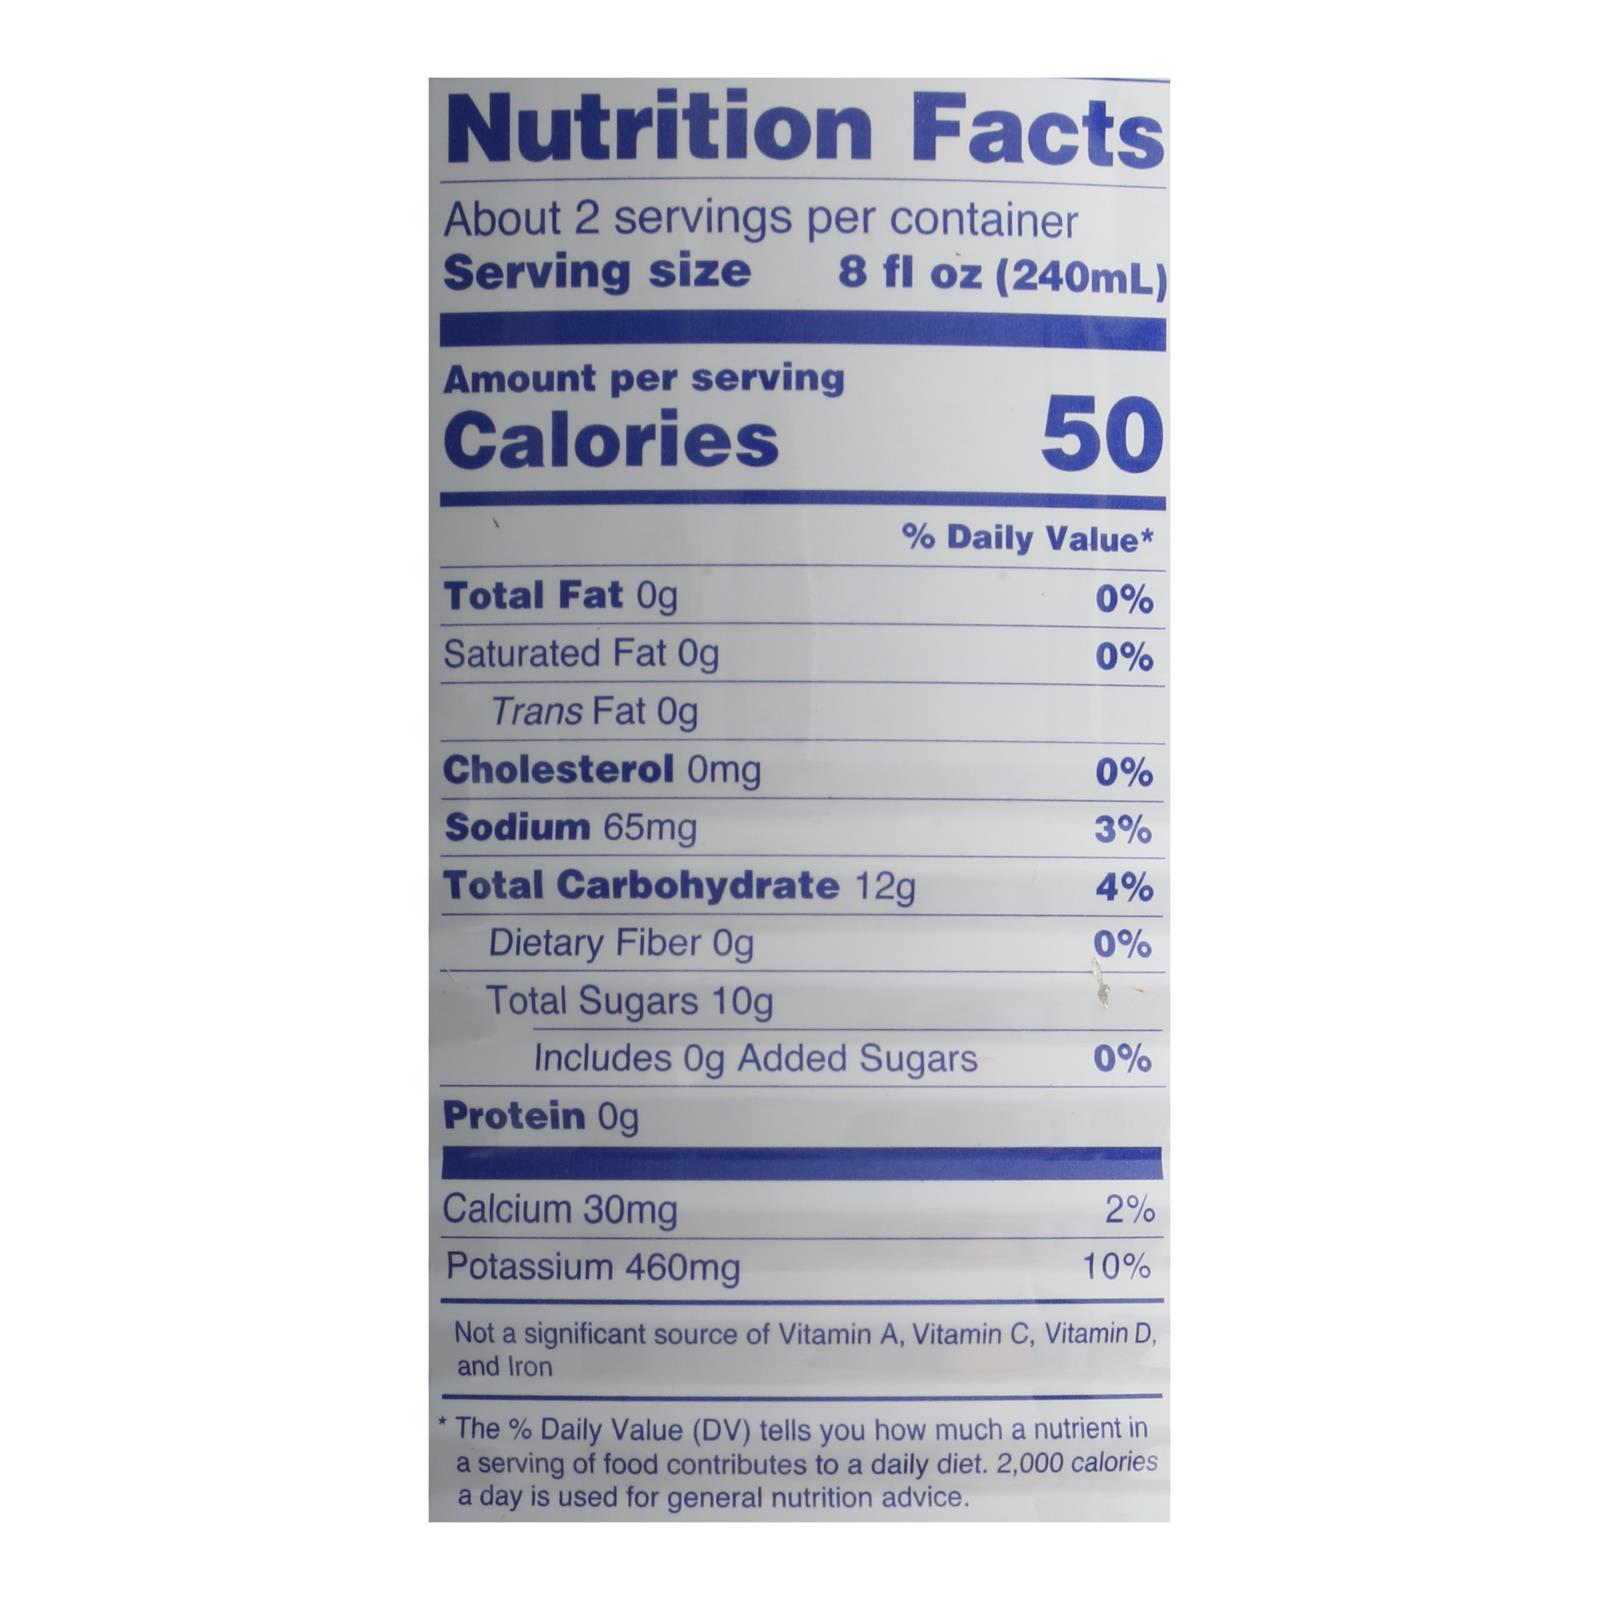 Nutrition Facts
About 2 servings per container
Serving size 8 fl oz (240mL)
Amount per serving
Calories 50
% Daily Value*
Total Fat 0g 0%
Saturated Fat 0g 0%
Trans Fat 0g
Cholesterol 0mg 0%
Sodium 65mg 3%
Total Carbohydrate 12g 4%
Dietary Fiber 0g 0%
Total Sugars 10g
Includes 0g Added Sugars 0%
Protein 0g
Calcium 30mg 2%
Potassium 460mg 10%
Not a significant source of Vitamin A, Vitamin C, Vitamin D,
and Iron
* The % Daily Value (DV) tells you how much a nutrient in
a serving of food contributes to a daily diet. 2,000 calories
a day is used for general nutrition advice.